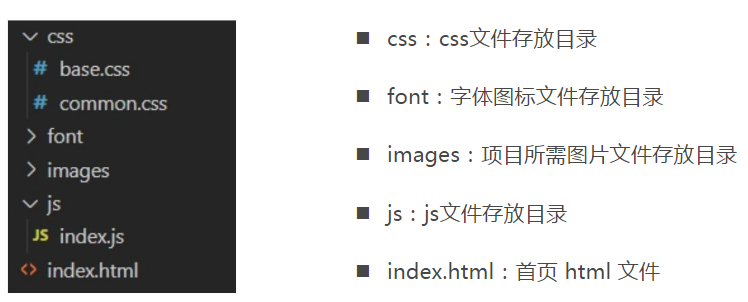 css
# base.css
# common.css
font
images
js
JS index.js
<> index.html
■ css：css文件存放目录
■ font：字体图标文件存放目录
■ images：项目所需图片文件存放目录
■ js：js文件存放目录
■ index.html：首页 html 文件